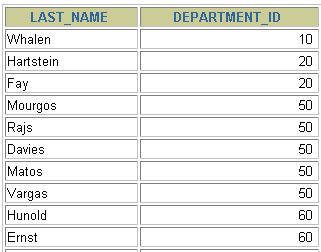 LAST_NAME DEPARTMENT_ID
Whalen 10
Hartstein 20
Fay 20
Mourgos 50
Rajs 50
Davies 50
Matos 50
Vargas 50
Hunold 60
Ernst 60